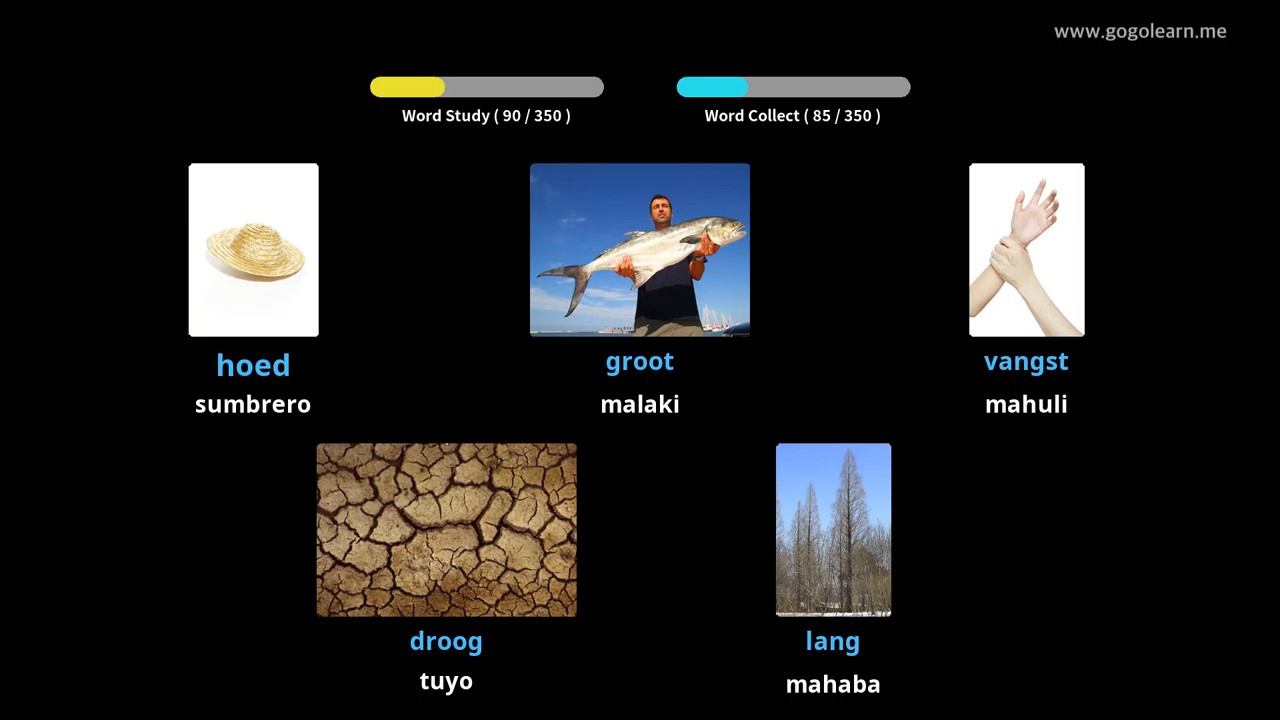 www.gogolearn.me
Word Study ( 90 / 350 )
Word Collect ( 85 / 350 )
hoed
sumbrero
groot
malaki
vangst
mahuli
droog
tuyo
lang
mahaba